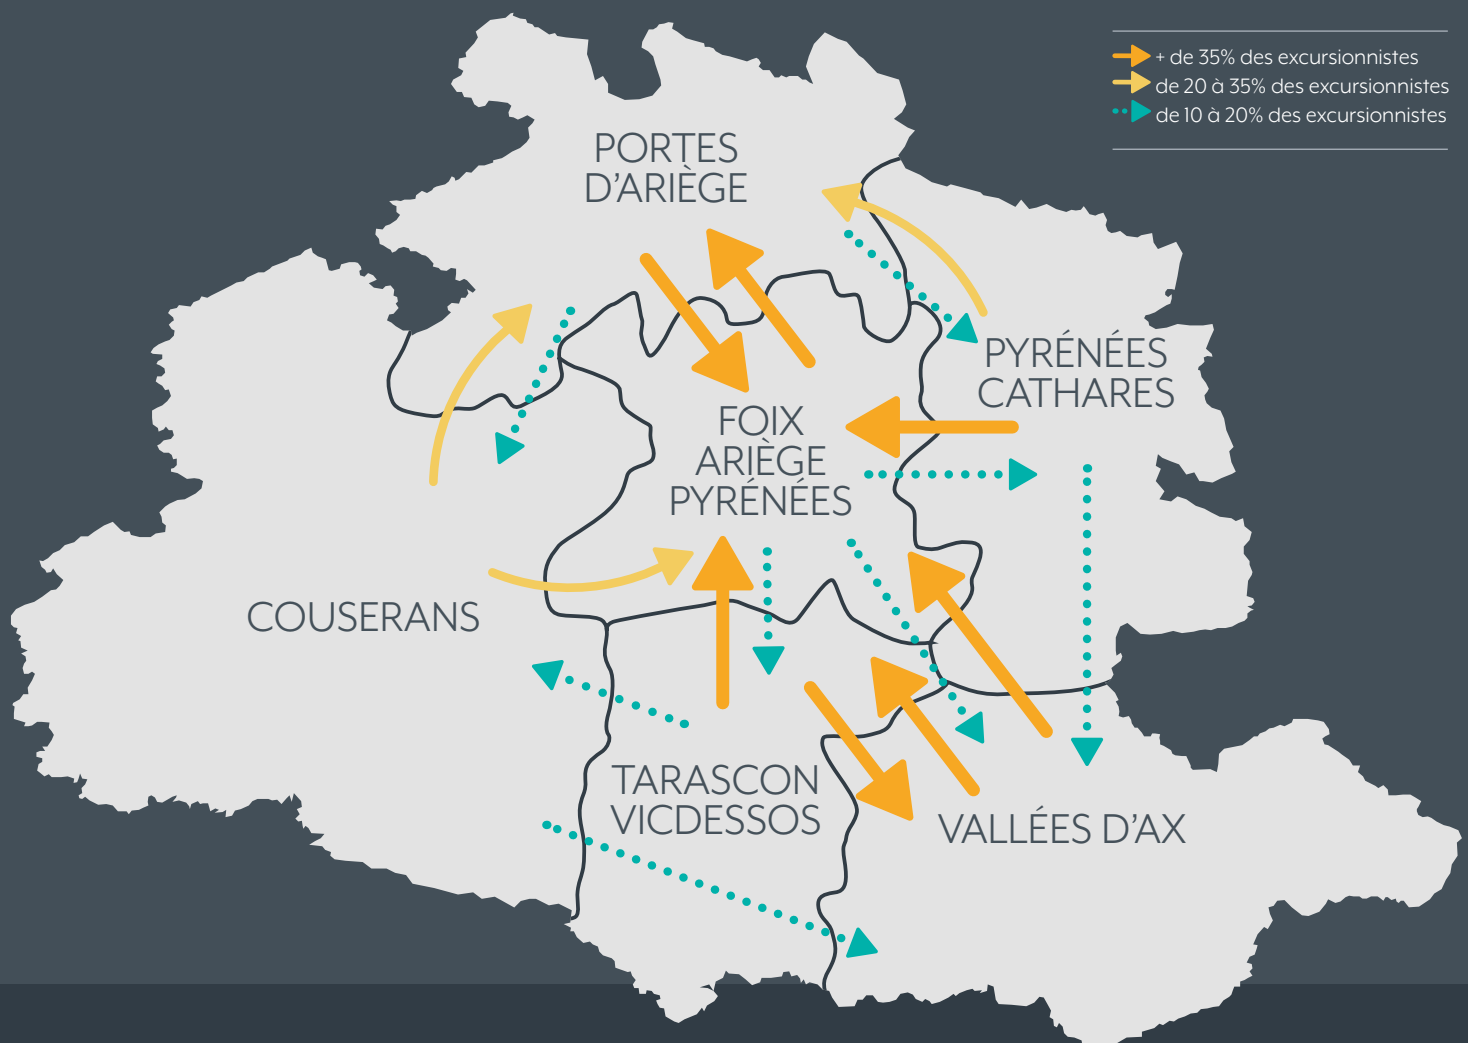 + de 35% des excursionnistes
de 20 à 35% des excursionnistes
de 10 à 20% des excursionnistes
PORTES
D'ARIÈGE
PYRÉNÉES
CATHARES
FOIX
ARIÈGE
PYRÉNÉES
COUSERANS
TARASCON
VICDESSOS
VALLÉES D'AX